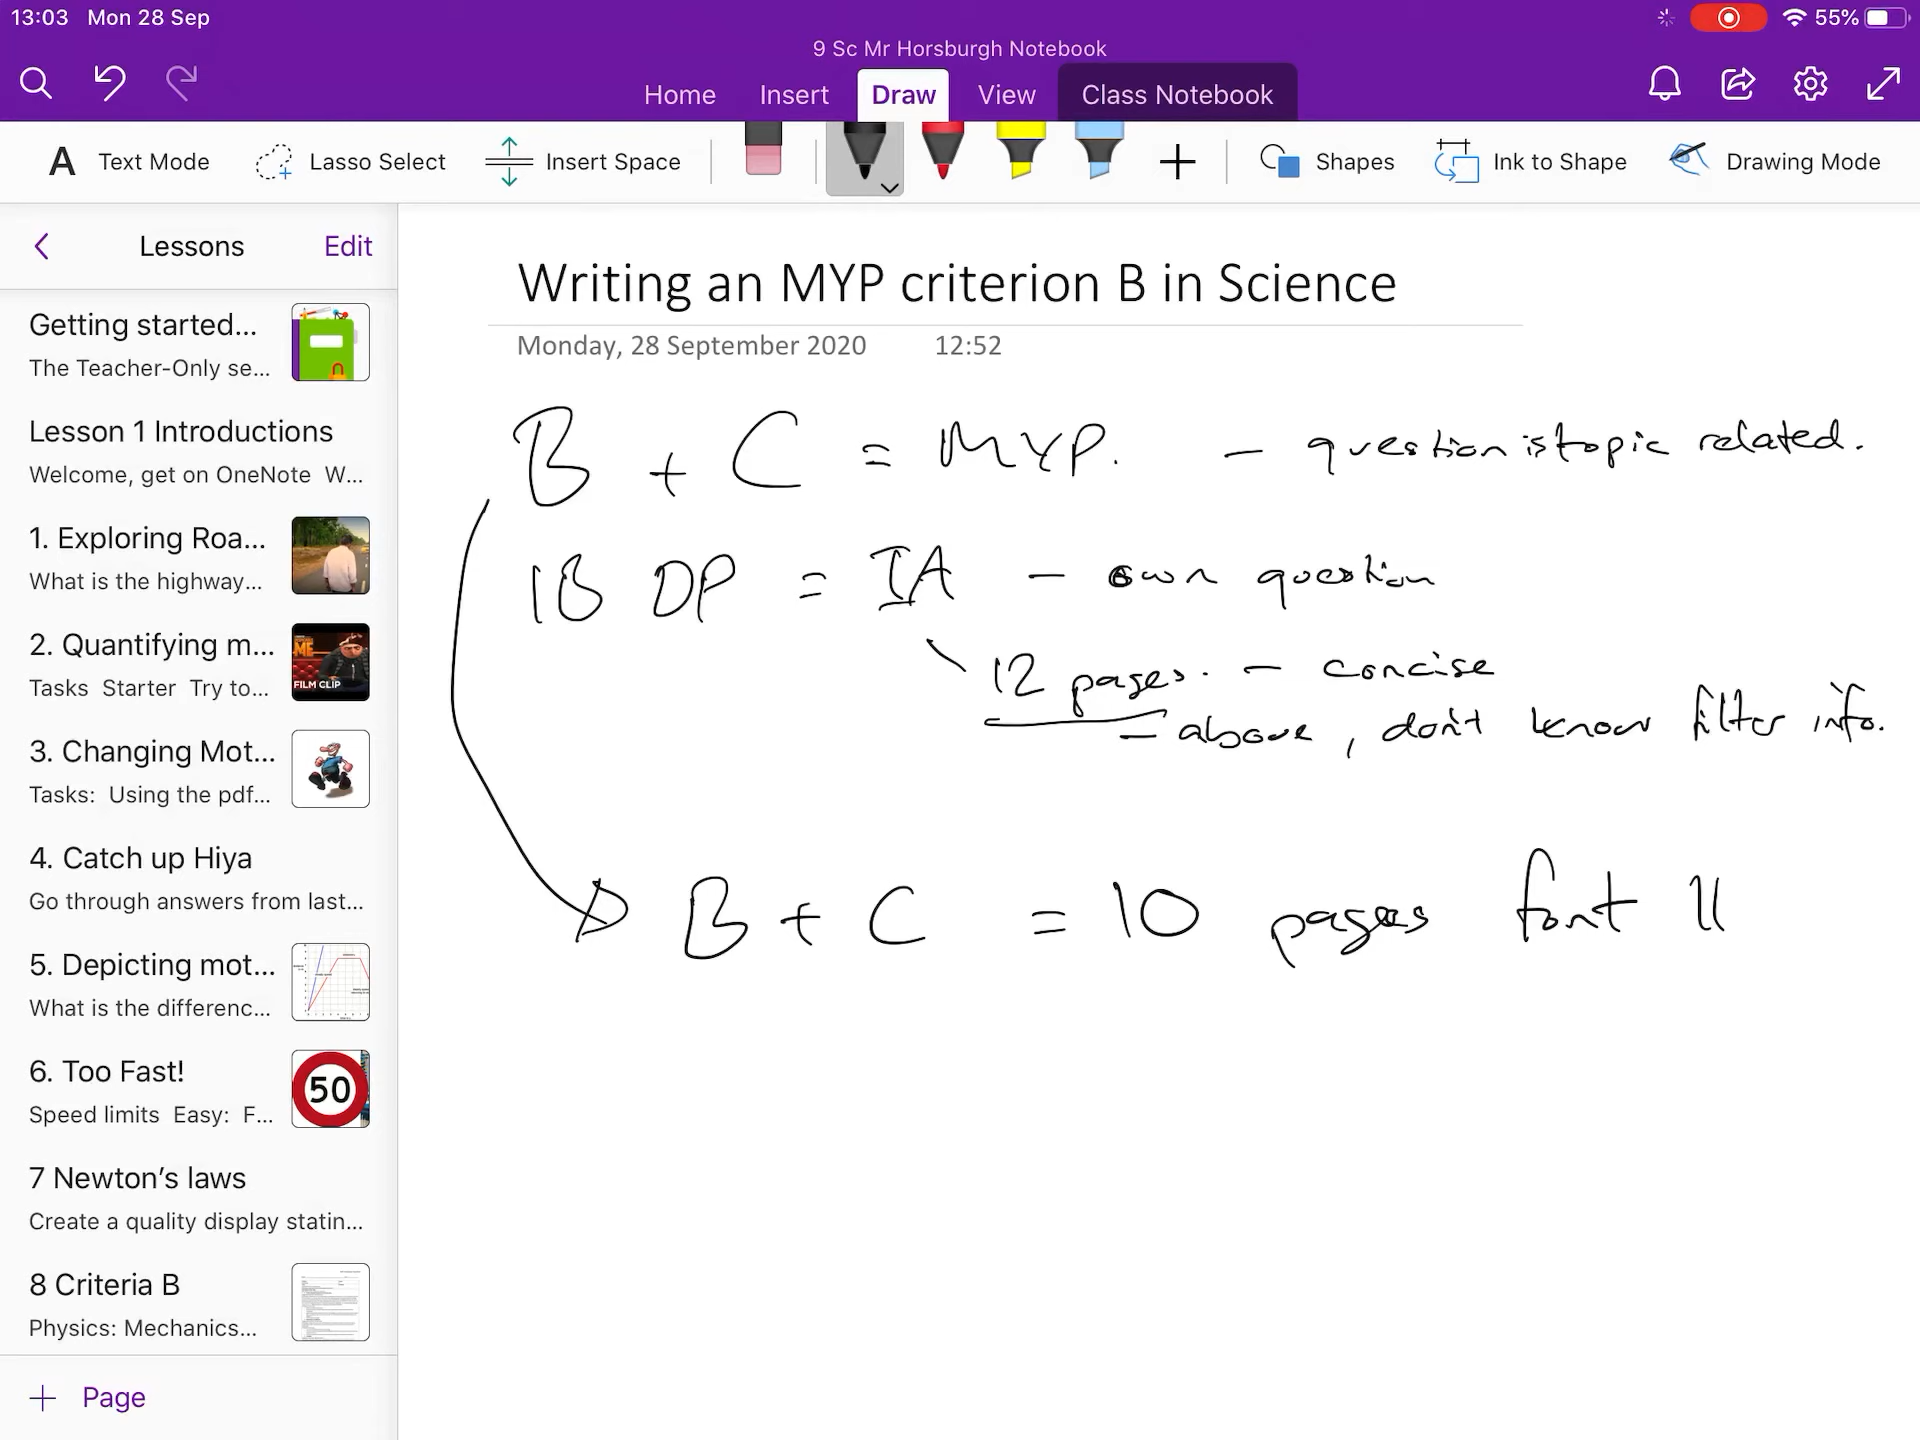 13:03 Mon 28 Sep
55%
9 Sc Mr Horsburgh Notebook
Home Insert Draw View Class Notebook
A Text Mode Lasso Select Insert Space Shapes Ink to Shape Drawing Mode
Lessons Edit
Getting started...
The Teacher-Only se...
Lesson 1 Introductions
Welcome, get on OneNote W...
1. Exploring Roa...
What is the highway...
2. Quantifying m...
Tasks Starter Try to...
ME
FILM CLIP
3. Changing Mot...
Tasks: Using the pdf...
4. Catch up Hiya
Go through answers from last...
5. Depicting mot...
What is the differenc...
6. Too Fast!
Speed limits Easy: F...
50
7 Newton’s laws
Create a quality display statin...
8 Criteria B
Physics: Mechanics...
+ Page
Writing an MYP criterion B in Science
Monday, 28 September 2020 12:52
B + C = MYP. - question is topic related.
IB DP = IA - own question
12 pages. - concise
- above, don't know filter info.
B + C = 10 pages font 11